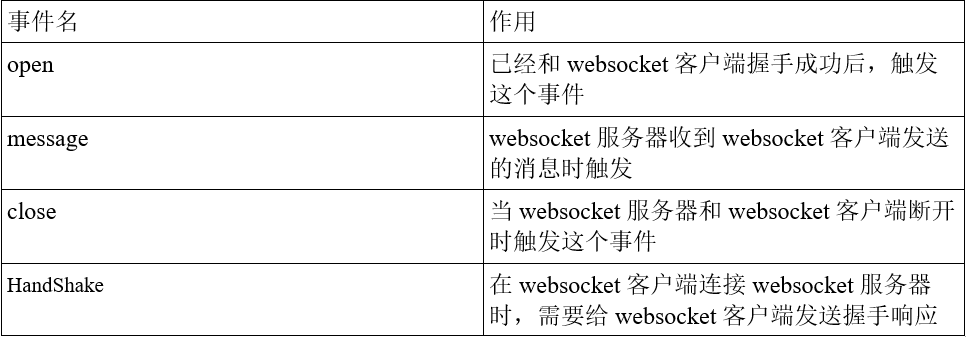 事件名
作用
open
已经和 websocket 客户端握手成功后，触发
这个事件
message
websocket 服务器收到 websocket 客户端发送
的消息时触发
close
当 websocket 服务器和 websocket 客户端断开
时触发这个事件
HandShake
在 websocket 客户端连接 websocket 服务器
时，需要给 websocket 客户端发送握手响应